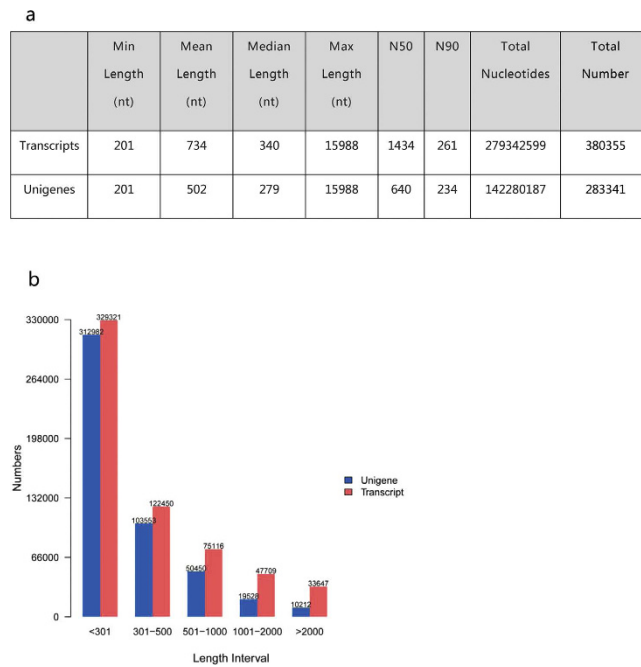 a
Min Length (nt) Mean Length (nt) Median Length (nt) Max Length (nt) N50 N90 Total Nucleotides Total Number
Transcripts 201 734 340 15988 1434 261 279342599 380355
Unigenes 201 502 279 15988 640 234 142280187 283341
b
330000
264000
198000
132000
66000
0
Numbers
312982 329321
103553 122450
50450 75116
19528 47709
10212 33647
<301 301−500 501−1000 1001−2000 >2000
Length Interval
Unigene
Transcript